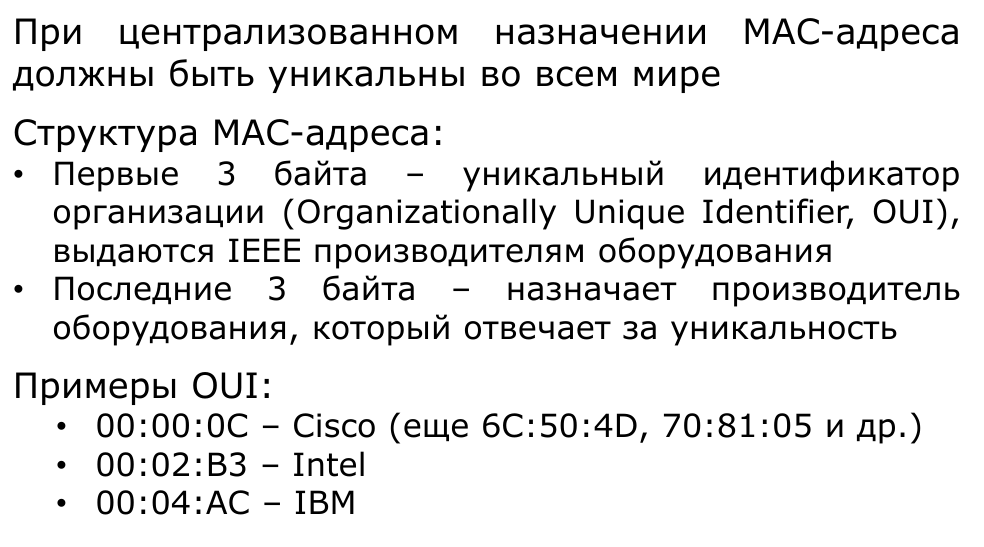 При централизованном назначении MAC-адреса
должны быть уникальны во всем мире
Структура MAC-адреса:
• Первые 3 байта – уникальный идентификатор
организации (Organizationally Unique Identifier, OUI),
выдаются IEEE производителям оборудования
• Последние 3 байта – назначает производитель
оборудования, который отвечает за уникальность
Примеры OUI:
• 00:00:0C – Cisco (еще 6C:50:4D, 70:81:05 и др.)
• 00:02:B3 – Intel
• 00:04:AC – IBM